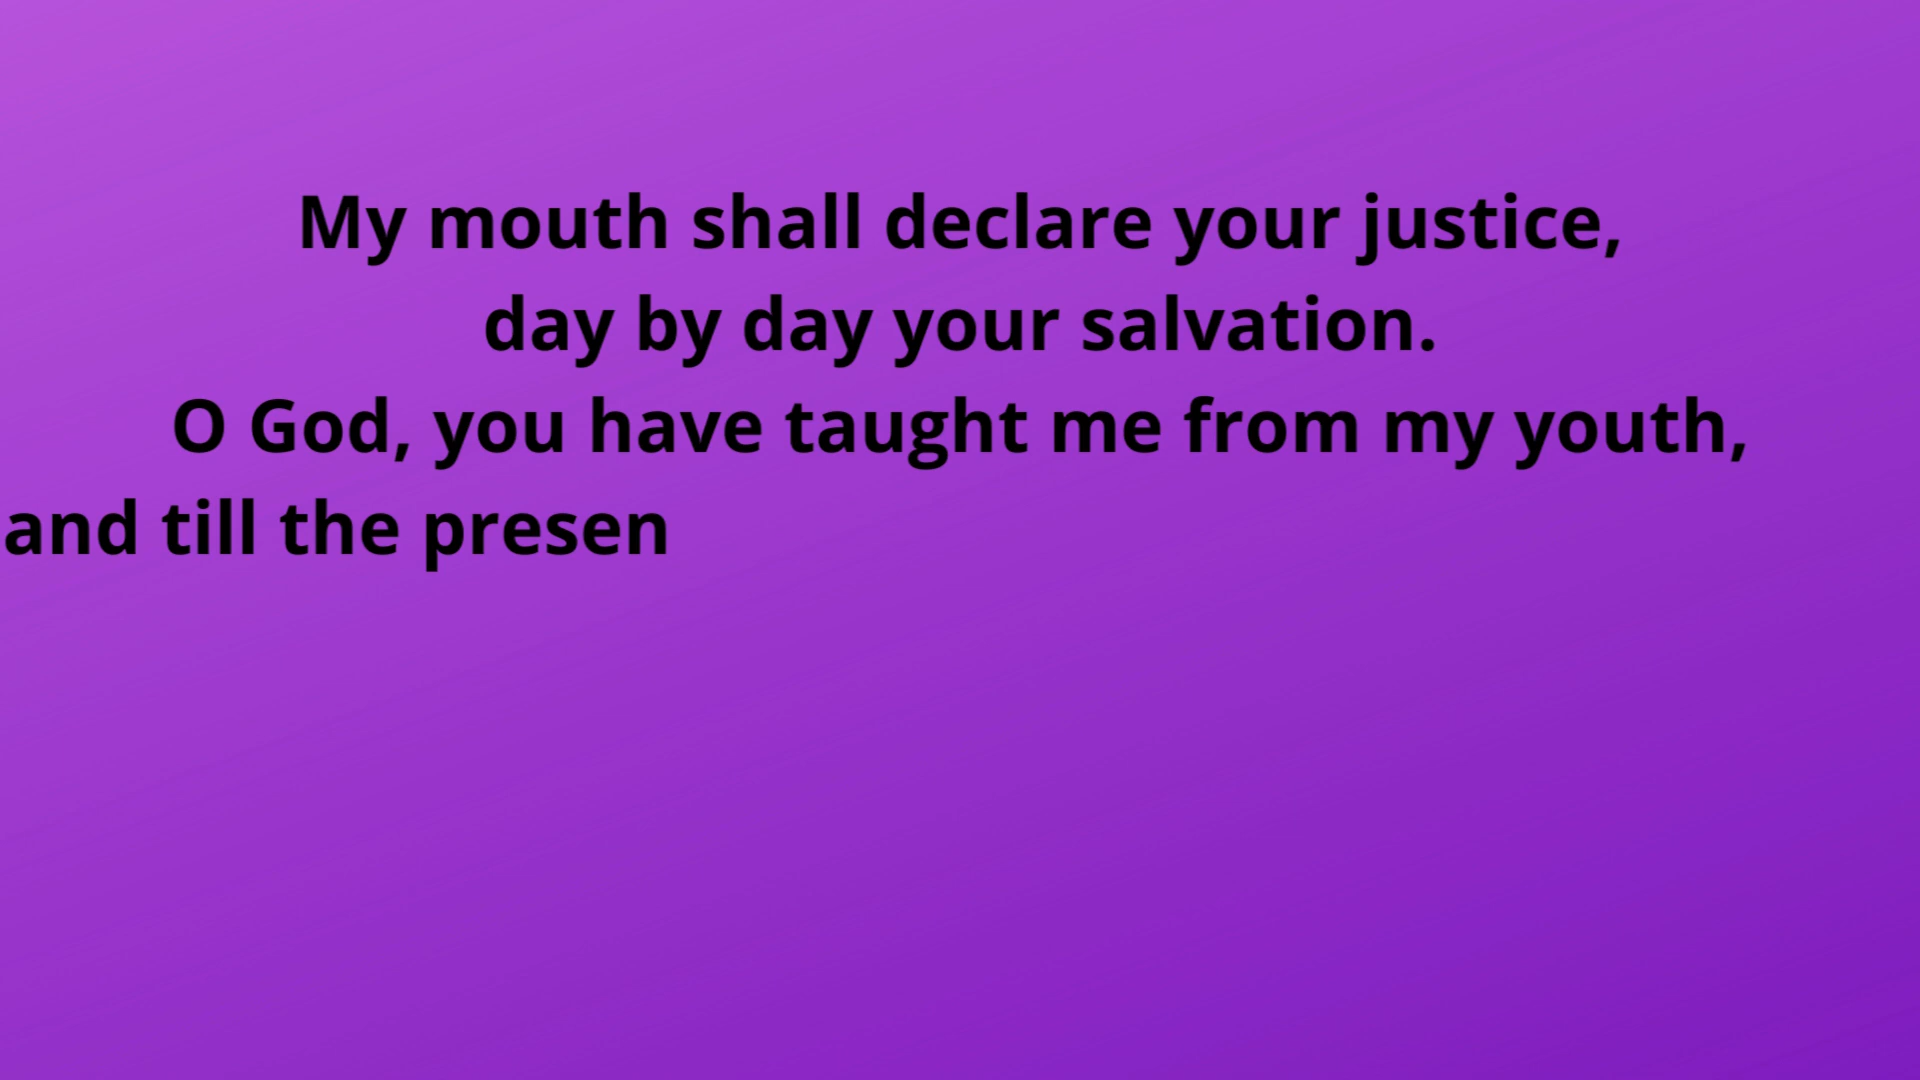 My mouth shall declare your justice,
day by day your salvation.
O God, you have taught me from my youth,
and till the presen